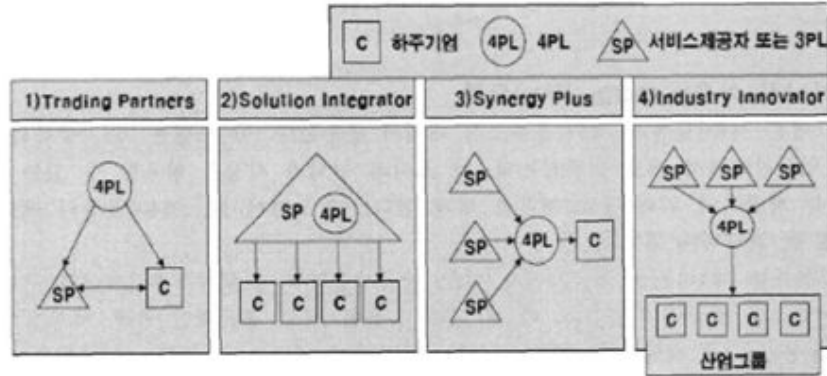 C 하주기업 4PL 4PL SP 서비스제공자 또는 3PL
1)Trading Partners
4PL
SP C
2)Solution Integrator
SP 4PL
C C C C
3)Synergy Plus
SP
SP 4PL C
SP
4)Industry Innovator
SP SP SP
4PL
C C C C
산업그룹